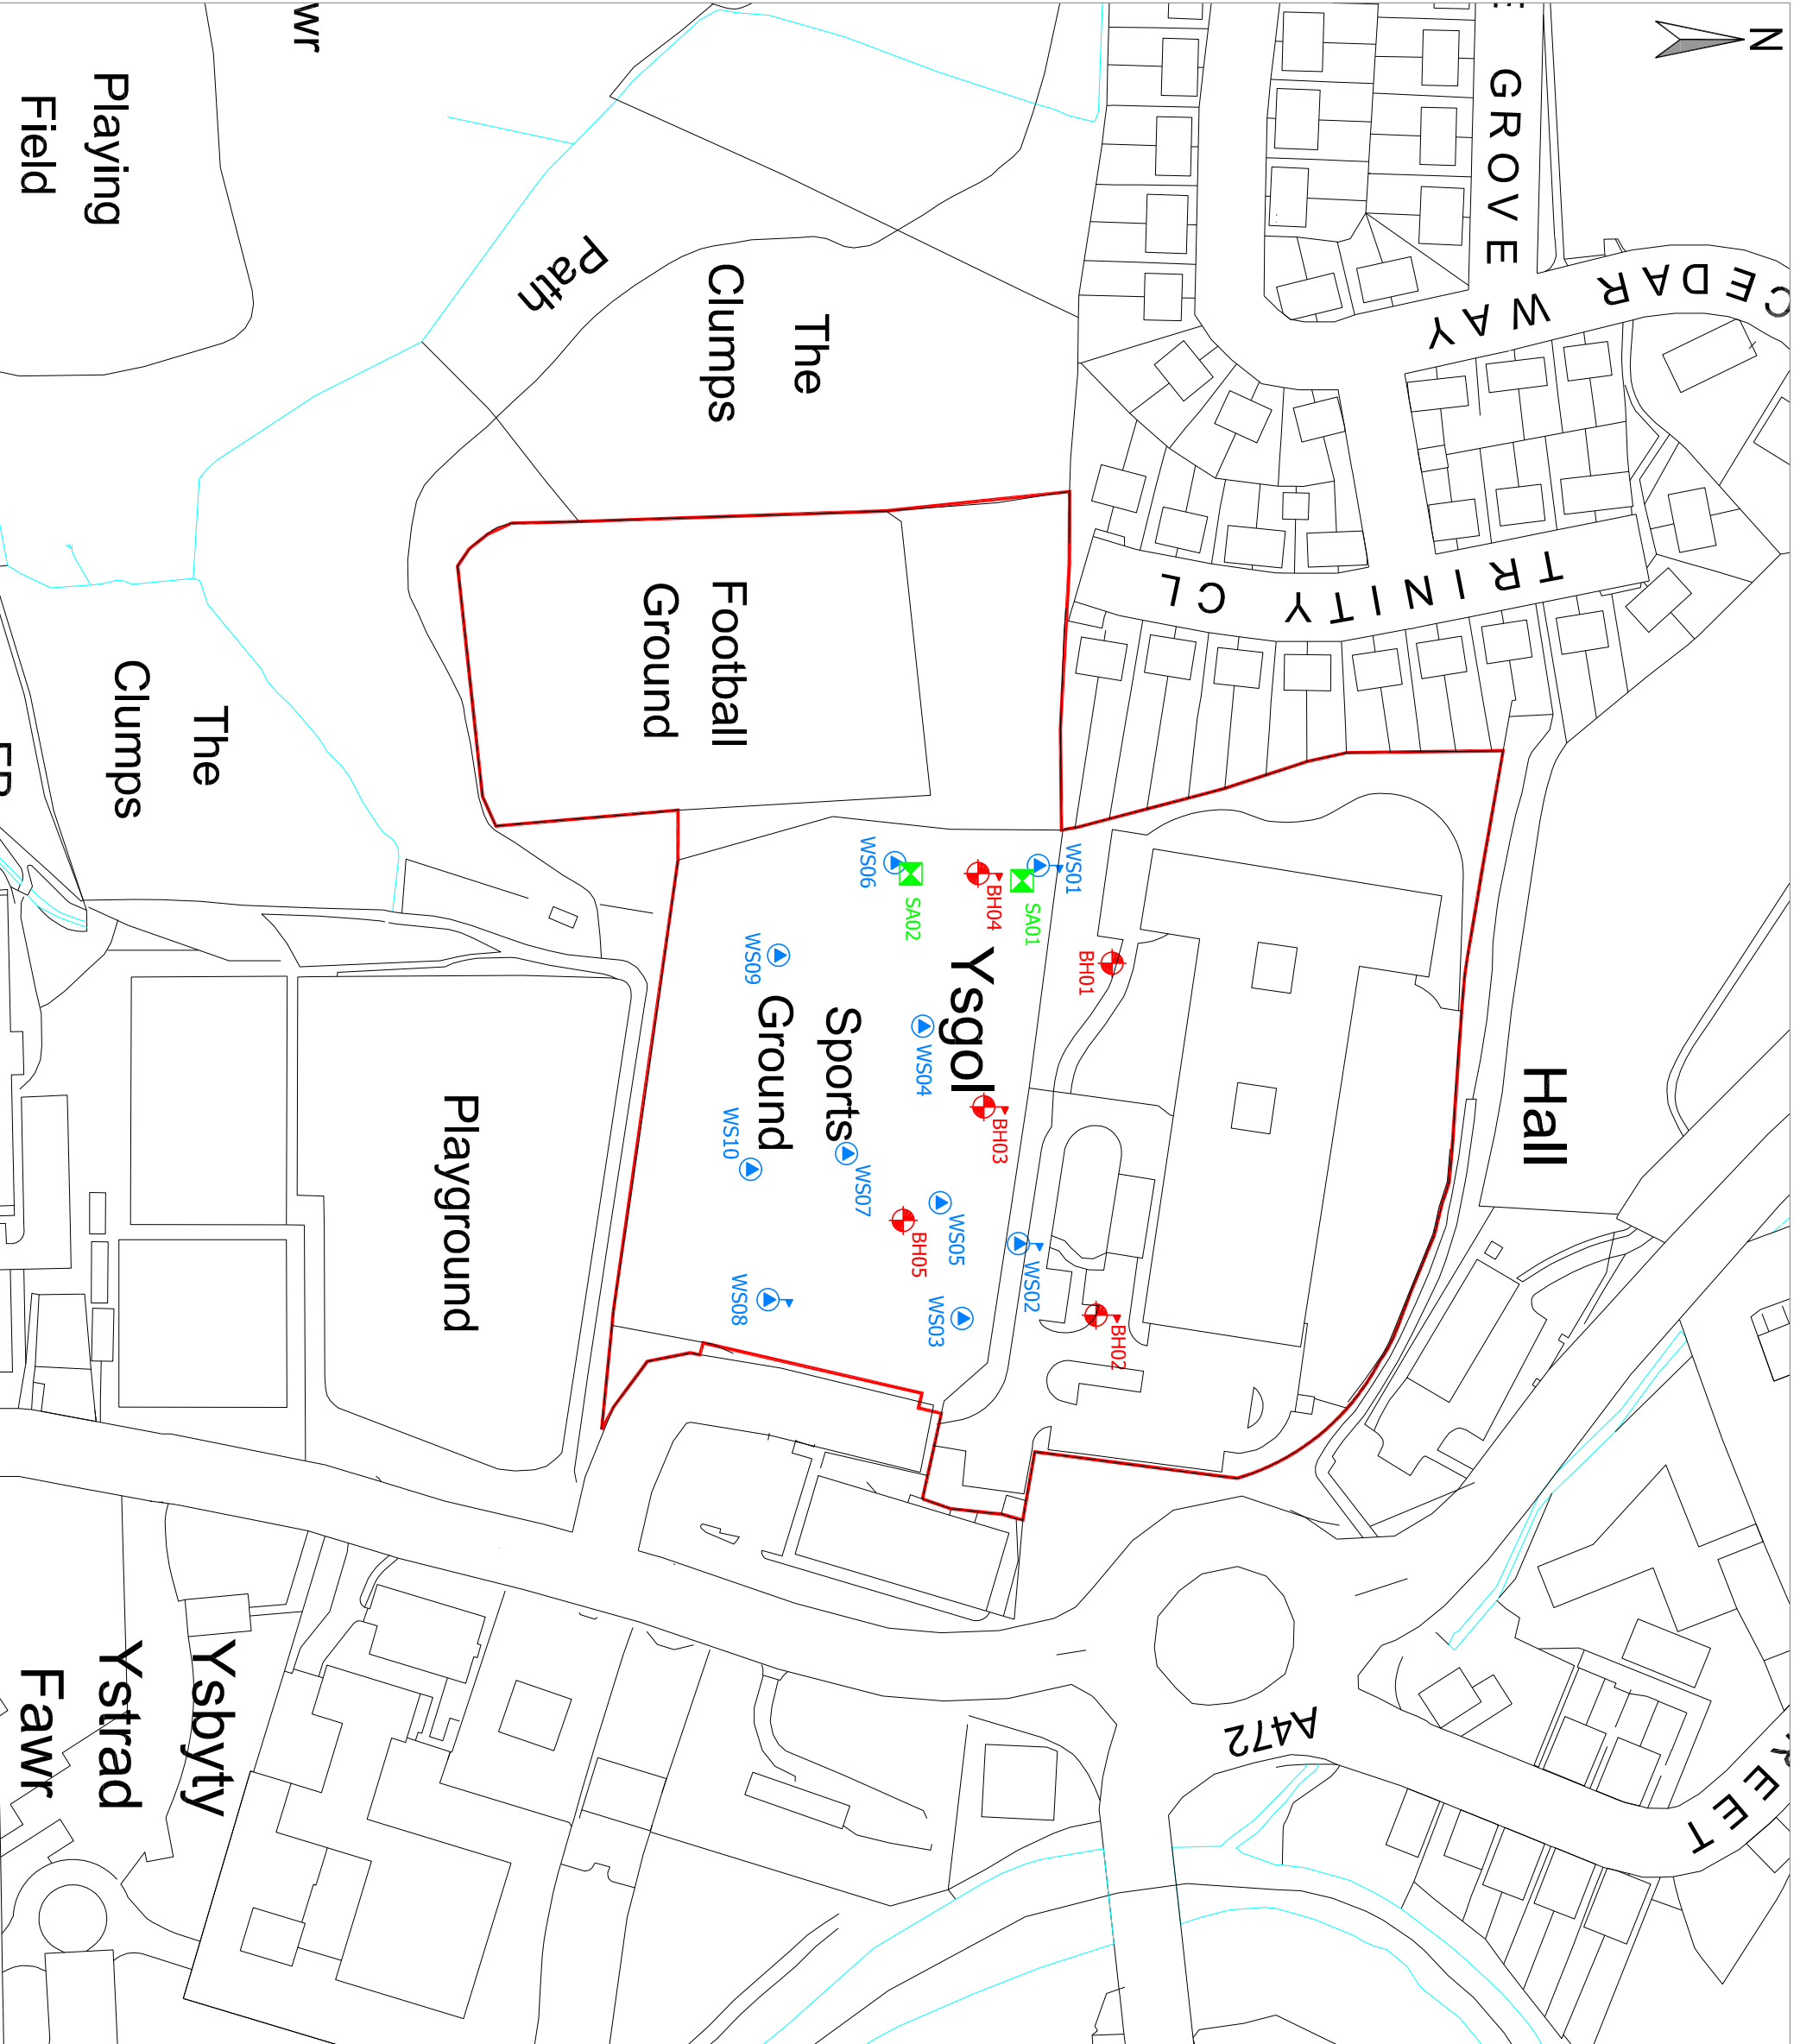 N
GROVE
CEDAR WAY
TRINITY CL
wr
Playing
Field
Path
The
Clumps
The
Clumps
Football
Ground
Hall
Ysgol
Sports
Ground
Playground
WS01
SA01
BH04
SA02
WS06
BH01
WS09
WS04
BH03
WS07
WS10
WS05
BH05
WS02
BH02
WS03
WS08
A472
REET
Ysbyty
Ystrad
Fawr